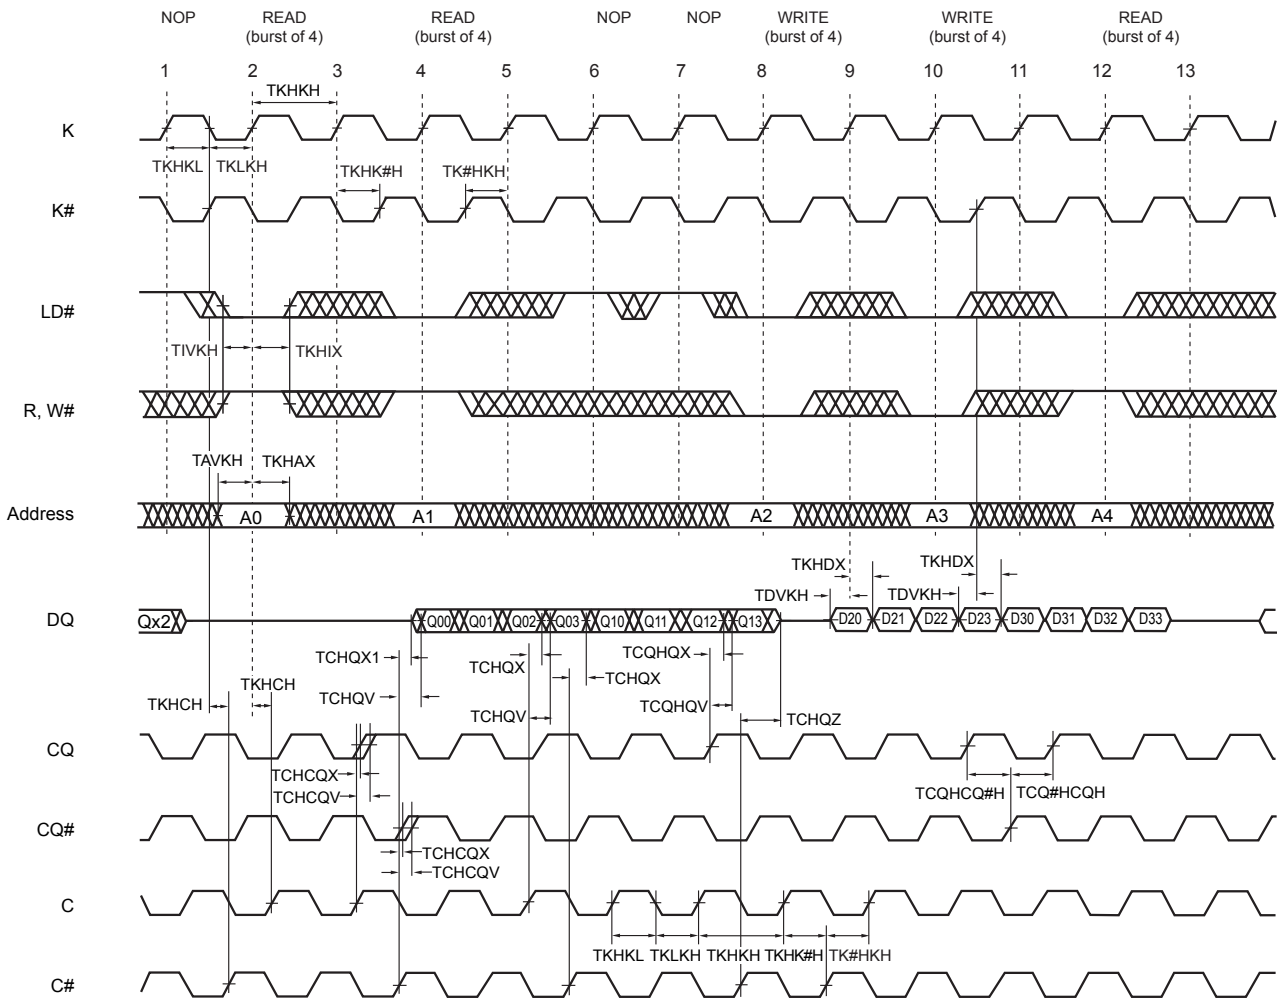 NOP READ READ NOP NOP WRITE WRITE READ
(burst of 4) (burst of 4) (burst of 4) (burst of 4) (burst of 4)
1 2 3 4 5 6 7 8 9 10 11 12 13
TKHKH
K
TKHKL TKLKH TKHK#H TK#HKH
K#
LD#
TIVKH TKHIX
R, W#
TAVKH TKHAX
Address A0 A1 A2 A3 A4
TKHDX TKHDX
TDVKH TDVKH
DQ Qx2 Q00 Q01 Q02 Q03 Q10 Q11 Q12 Q13 D20 D21 D22 D23 D30 D31 D32 D33
TCHQX1 TCHQX TCQHQX
TCHQX
TKHCH TKHCH TCHQV TCHQV TCQHQV TCHQZ
CQ
TCHCQX
TCHCQV TCQHCQ#H TCQ#HCQH
CQ#
TCHCQX
TCHCQV
C
TKHKL TKLKH TKHKH TKHK#H TK#HKH
C#